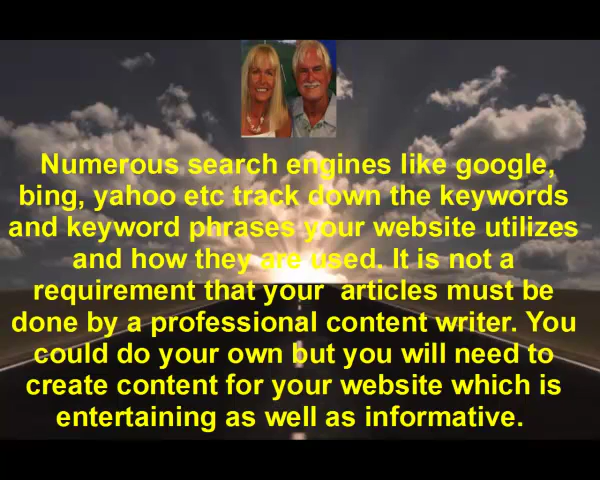 Numerous search engines like google,
bing, yahoo etc track down the keywords
and keyword phrases your website utilizes
and how they are used. It is not a
requirement that your  articles must be
done by a professional content writer. You
could do your own but you will need to
create content for your website which is
entertaining as well as informative.